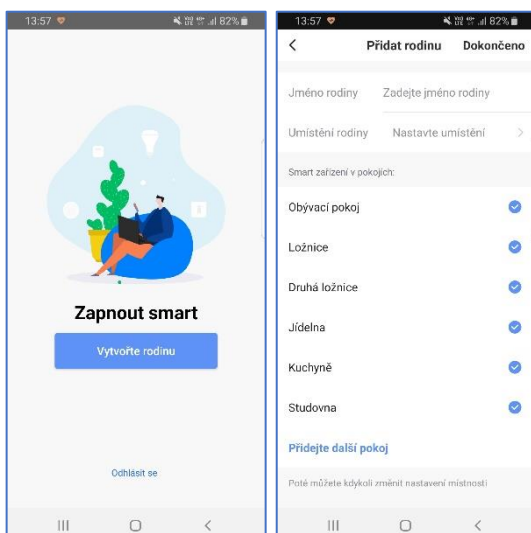 13:57
82%
Zapnout smart
Vytvořte rodinu
Odhlásit se
13:57
82%
Přidat rodinu Dokončeno
Jméno rodiny Zadejte jméno rodiny
Umístění rodiny Nastavte umístění
Smart zařízení v pokojích:
Obývací pokoj
Ložnice
Druhá ložnice
Jídelna
Kuchyně
Studovna
Přidejte další pokoj
Poté můžete kdykoli změnit nastavení místnosti